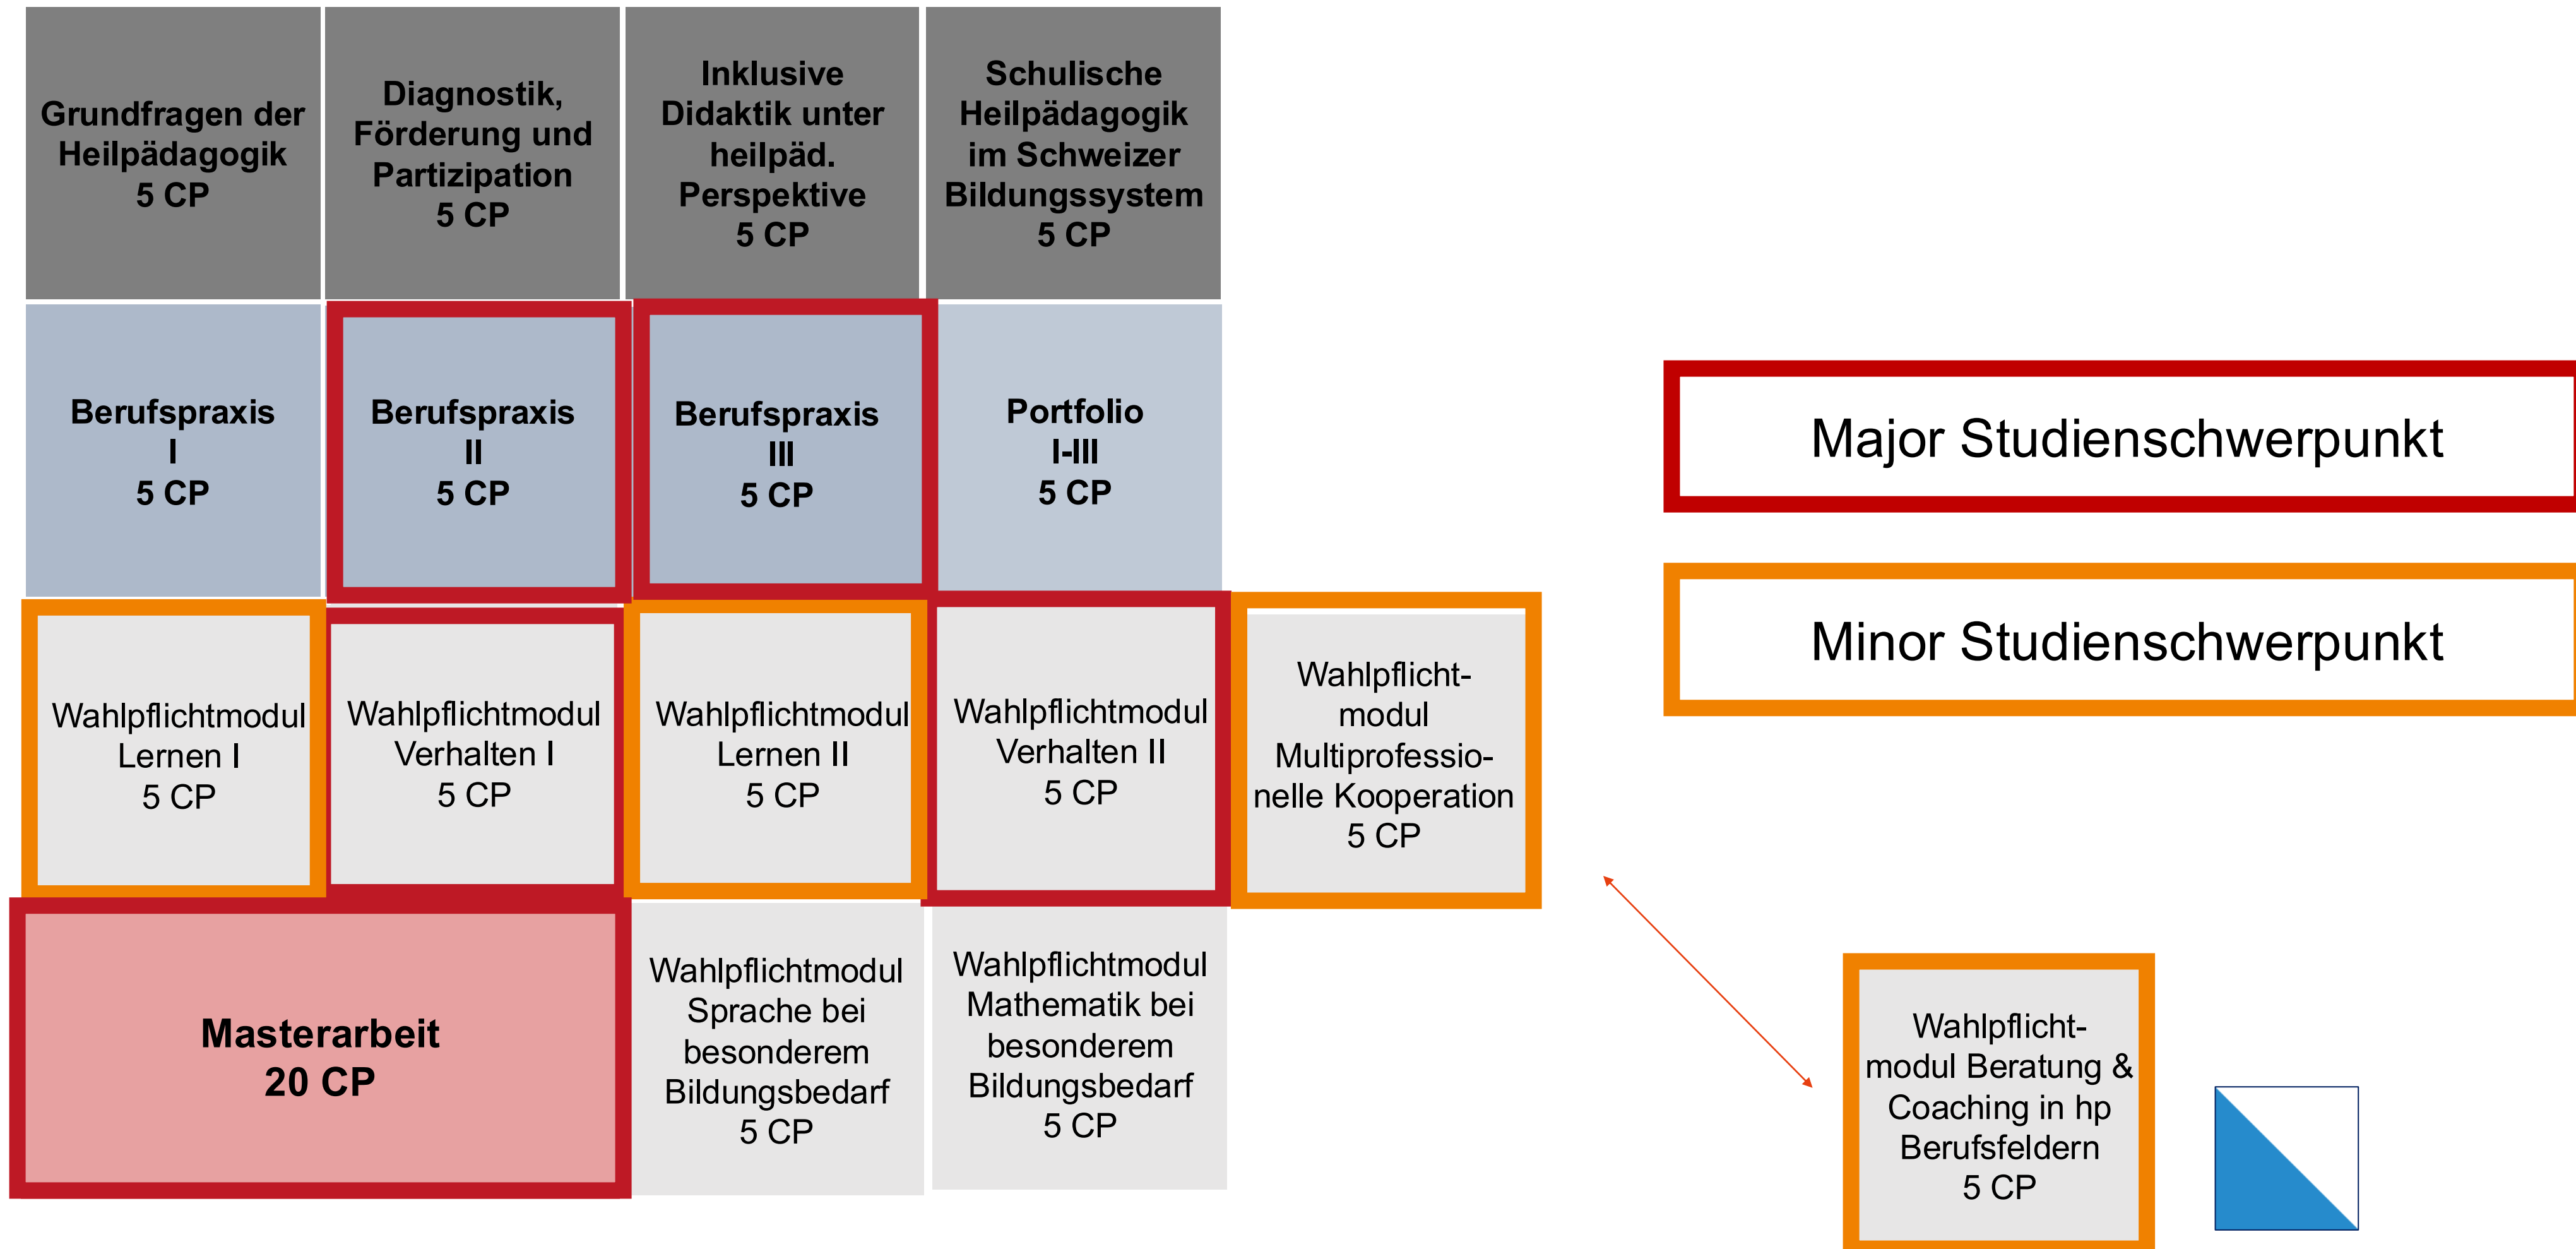 Grundfragen der
Heilpädagogik
5 CP
Diagnostik,
Förderung und
Partizipation
5 CP
Inklusive
Didaktik unter
heilpäd.
Perspektive
5 CP
Schulische
Heilpädagogik
im Schweizer
Bildungssystem
5 CP
Berufspraxis
I
5 CP
Berufspraxis
II
5 CP
Berufspraxis
III
5 CP
Portfolio
I-III
5 CP
Major Studienschwerpunkt
Minor Studienschwerpunkt
Wahlpflichtmodul
Lernen I
5 CP
Wahlpflichtmodul
Verhalten I
5 CP
Wahlpflichtmodul
Lernen II
5 CP
Wahlpflichtmodul
Verhalten II
5 CP
Wahlpflicht-
modul
Multiprofessio-
nelle Kooperation
5 CP
Masterarbeit
20 CP
Wahlpflichtmodul
Sprache bei
besonderem
Bildungsbedarf
5 CP
Wahlpflichtmodul
Mathematik bei
besonderem
Bildungsbedarf
5 CP
Wahlpflicht-
modul Beratung &
Coaching in hp
Berufsfeldern
5 CP